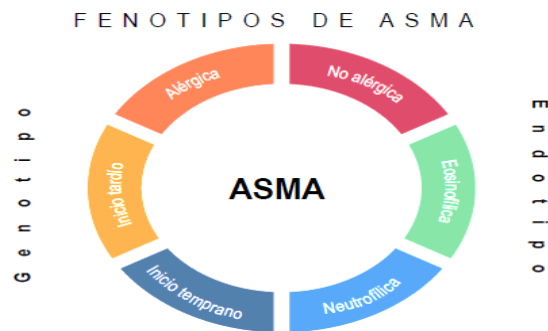 FENOTIPOS DE ASMA
Alérgica
No alérgica
Genotipo
Inicio tardío
ASMA
Eosinofílica
Endotipo
Inicio temprano
Neutrofílica